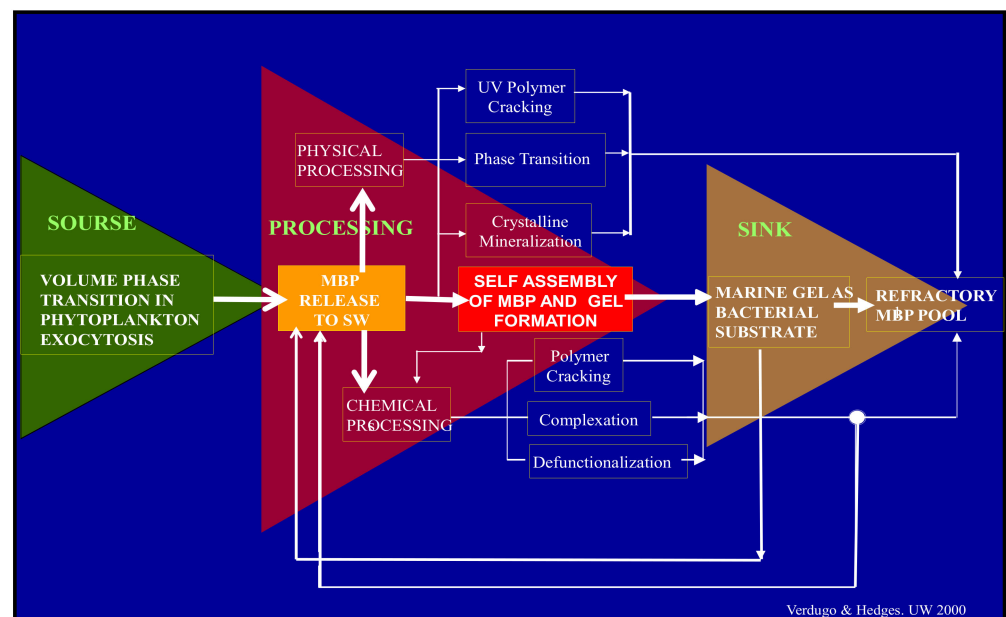 UV Polymer
Cracking
PHYSICAL
PROCESSING
Phase Transition
SOURSE
PROCESSING
Crystalline
Mineralization
SINK
VOLUME PHASE
TRANSITION IN
PHYTOPLANKTON
EXOCYTOSIS
MBP
RELEASE
TO SW
SELF ASSEMBLY
OF MBP AND GEL
FORMATION
MARINE GEL AS
BACTERIAL
SUBSTRATE
REFRACTORY
MBP POOL
Polymer
Cracking
CHEMICAL
PROCESSING
Complexation
Defunctionalization
Verdugo & Hedges. UW 2000